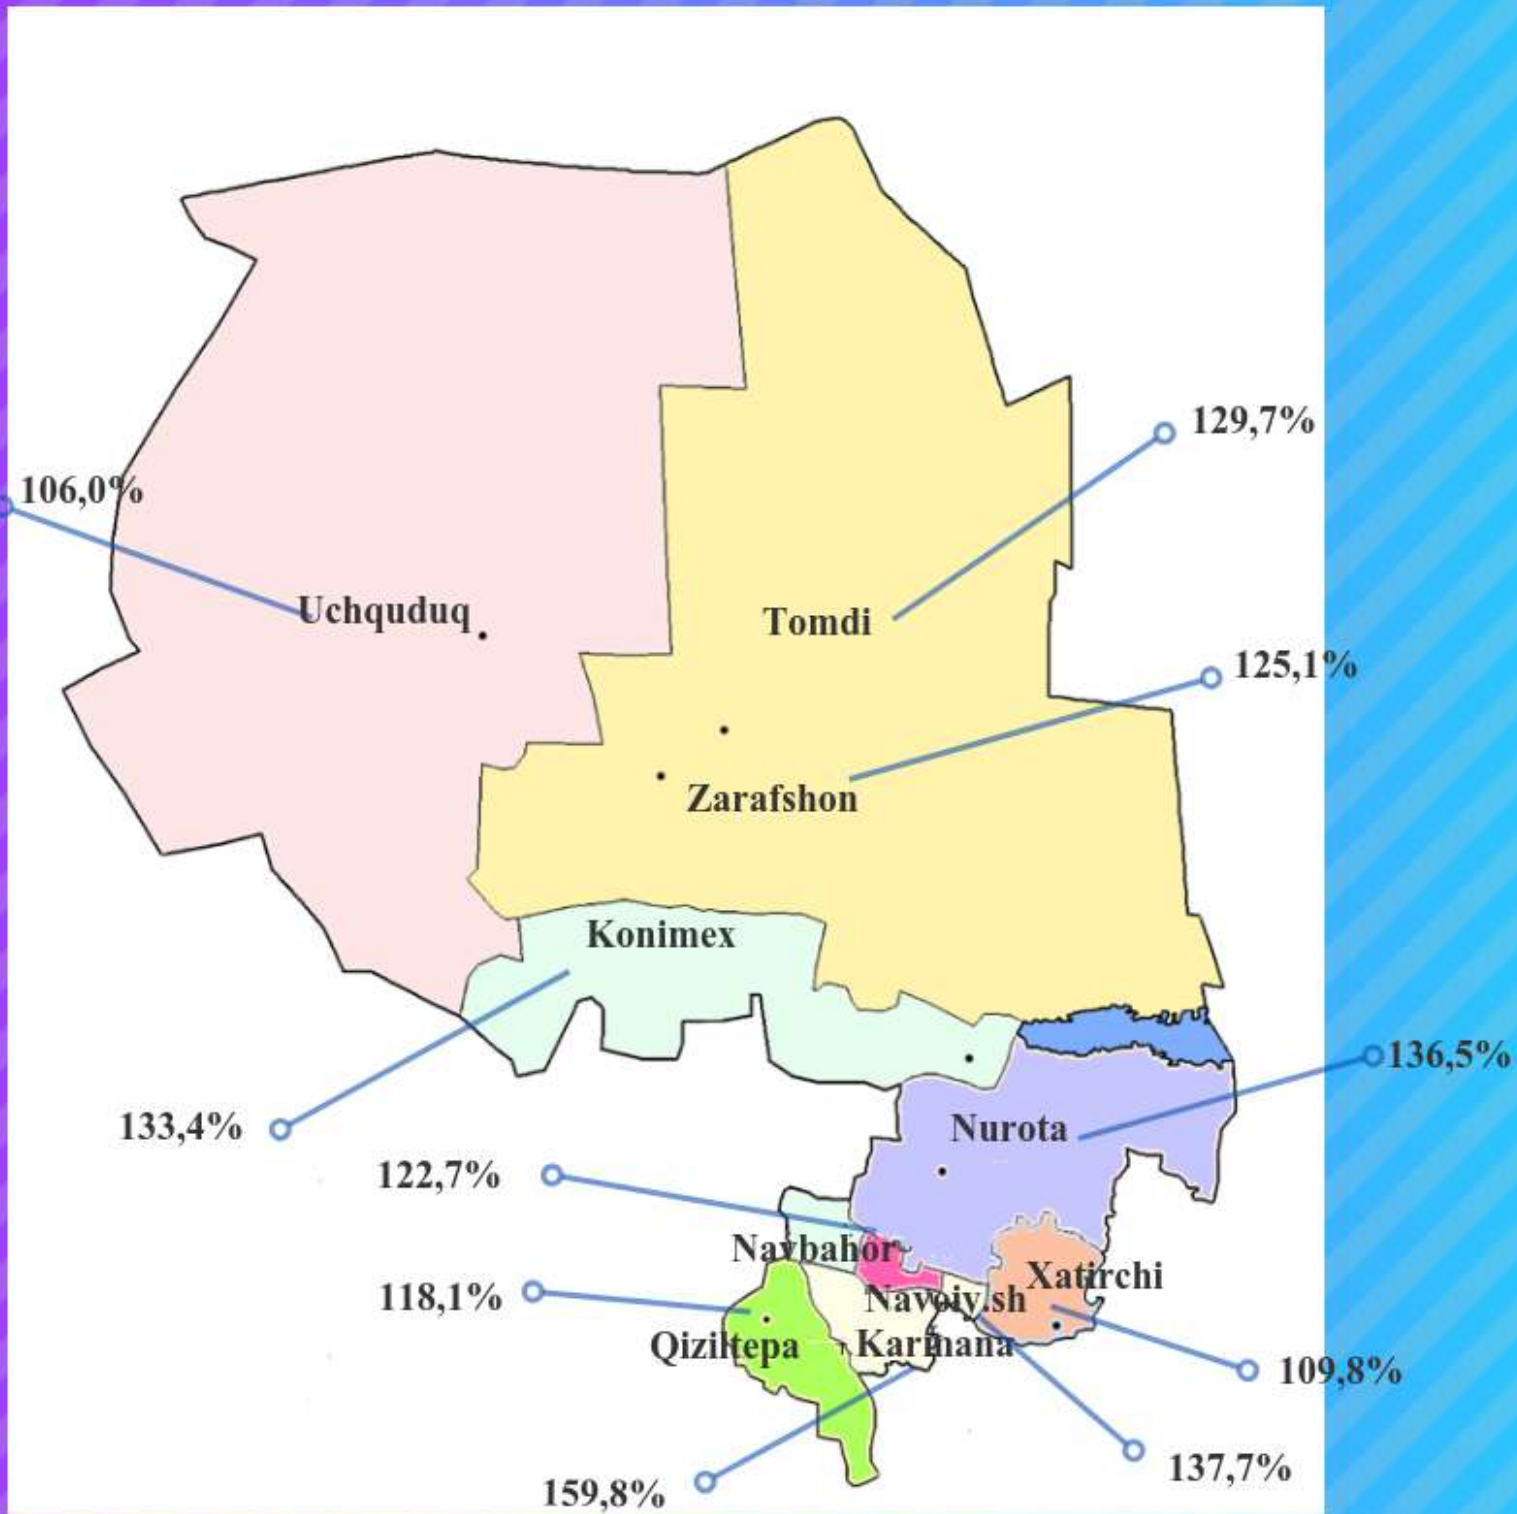 129,7%
106,0%
Uchquduq
Tomdi
125,1%
Zarafshon
Konimex
136,5%
133,4%
Nurota
122,7%
Navbahor
Xatirchi
118,1%
Navoiy.sh
Qiziltepa
Karmana
109,8%
137,7%
159,8%